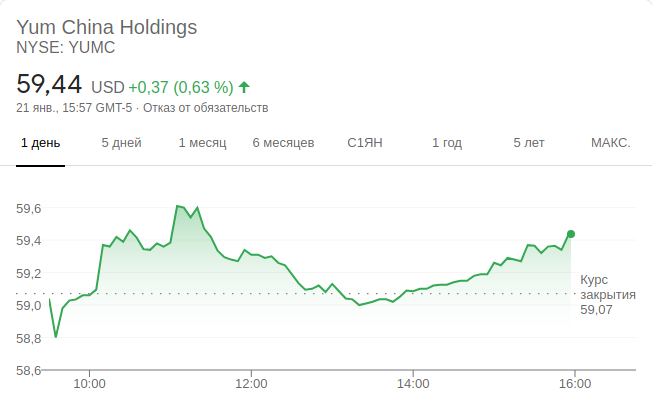 Yum China Holdings
NYSE: YUMC
59,44 USD +0,37 (0,63 %)
21 янв., 15:57 GMT-5 · Отказ от обязательств
1 день 5 дней 1 месяц 6 месяцев С1ЯН 1 год 5 лет МАКС.
59,6
59,4
59,2
59,0
58,8
58,6
Курс
закрытия
59,07
10:00 12:00 14:00 16:00